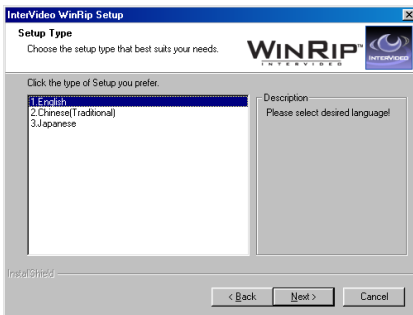 InterVideo WinRip Setup
Setup Type
Choose the setup type that best suits your needs.
WINRIP™
INTERVIDEO
INTERVIDEO
Click the type of Setup you prefer.
1.English
2.Chinese(Traditional)
3.Japanese
Description
Please select desired language!
InstallShield
< Back
Next >
Cancel